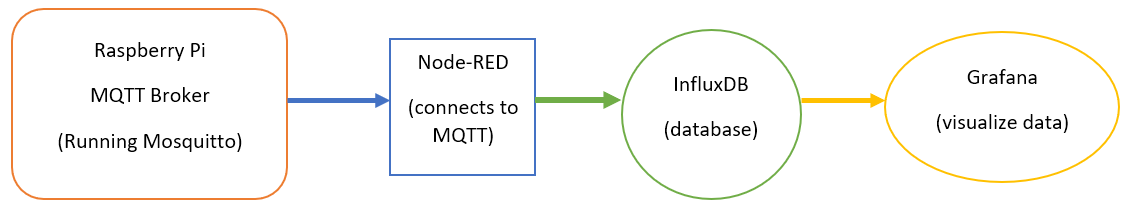 Raspberry Pi
MQTT Broker
(Running Mosquitto)
Node-RED
(connects to
MQTT)
InfluxDB
(database)
Grafana
(visualize data)